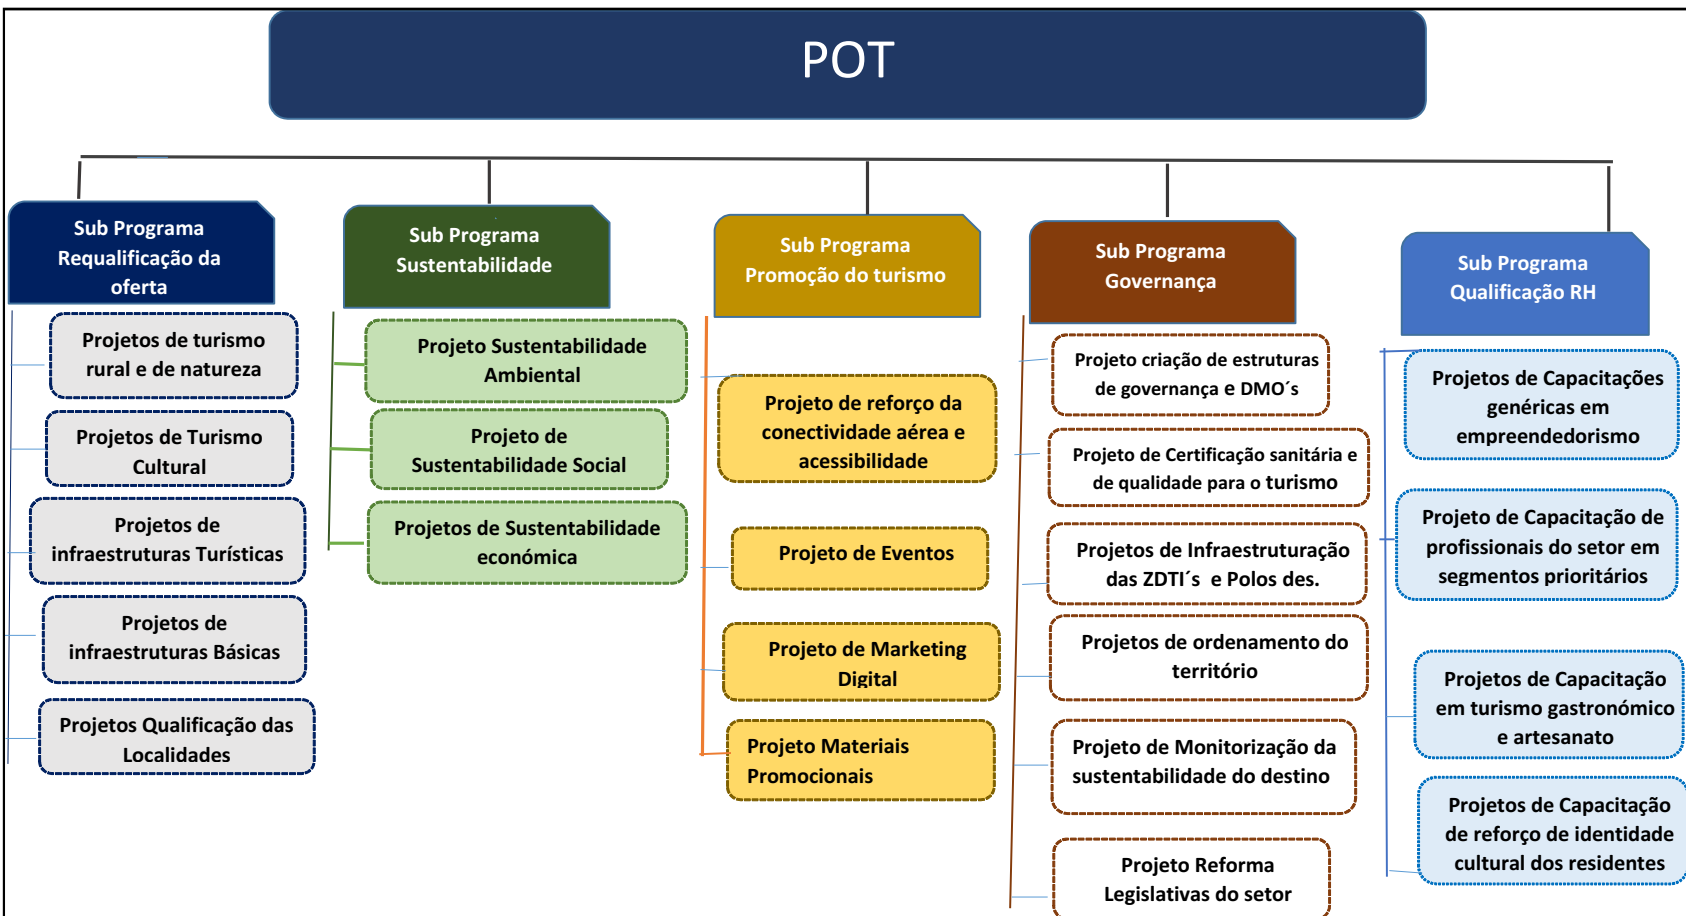 POT
Sub Programa
Requalificação da
oferta
Projetos de turismo
rural e de natureza
Projetos de Turismo
Cultural
Projetos de
infraestruturas Turísticas
Projetos de
infraestruturas Básicas
Projetos Qualificação das
Localidades
Sub Programa
Sustentabilidade
Projeto Sustentabilidade
Ambiental
Projeto de
Sustentabilidade Social
Projetos de Sustentabilidade
económica
Sub Programa
Promoção do turismo
Projeto de reforço da
conectividade aérea e
acessibilidade
Projeto de Eventos
Projeto de Marketing
Digital
Projeto Materiais
Promocionais
Sub Programa
Governança
Projeto criação de estruturas
de governança e DMO´s
Projeto de Certificação sanitária e
de qualidade para o turismo
Projetos de Infraestruturação
das ZDTI´s e Polos des.
Projetos de ordenamento do
território
Projeto de Monitorização da
sustentabilidade do destino
Projeto Reforma
Legislativas do setor
Sub Programa
Qualificação RH
Projetos de Capacitações
genéricas em
empreendedorismo
Projeto de Capacitação de
profissionais do setor em
segmentos prioritários
Projetos de Capacitação
em turismo gastronómico
e artesanato
Projetos de Capacitação
de reforço de identidade
cultural dos residentes